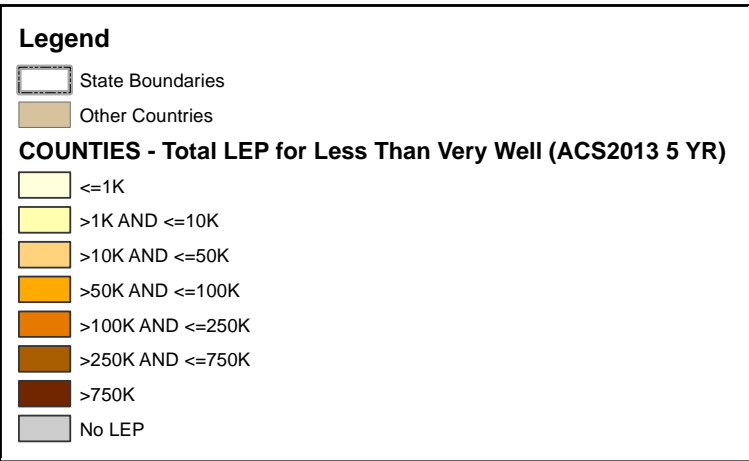 Legend
State Boundaries
Other Countries
COUNTIES - Total LEP for Less Than Very Well (ACS2013 5 YR)
<=1K
>1K AND <=10K
>10K AND <=50K
>50K AND <=100K
>100K AND <=250K
>250K AND <=750K
>750K
No LEP